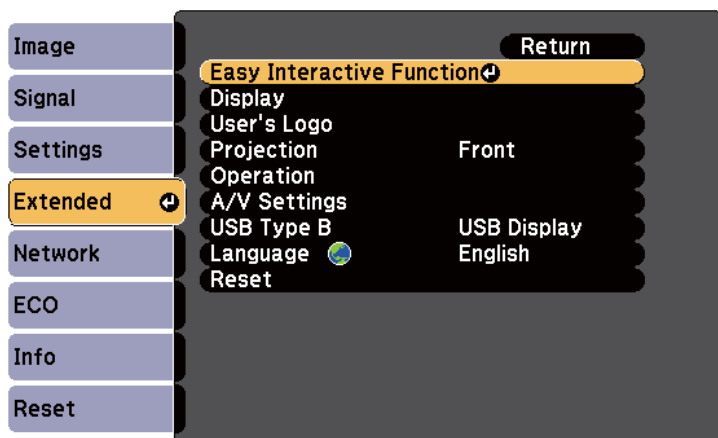 Image
Signal
Settings
Extended
Network
ECO
Info
Reset
Return
Easy Interactive Function
Display
User's Logo
Projection Front
Operation
A/V Settings
USB Type B USB Display
Language English
Reset